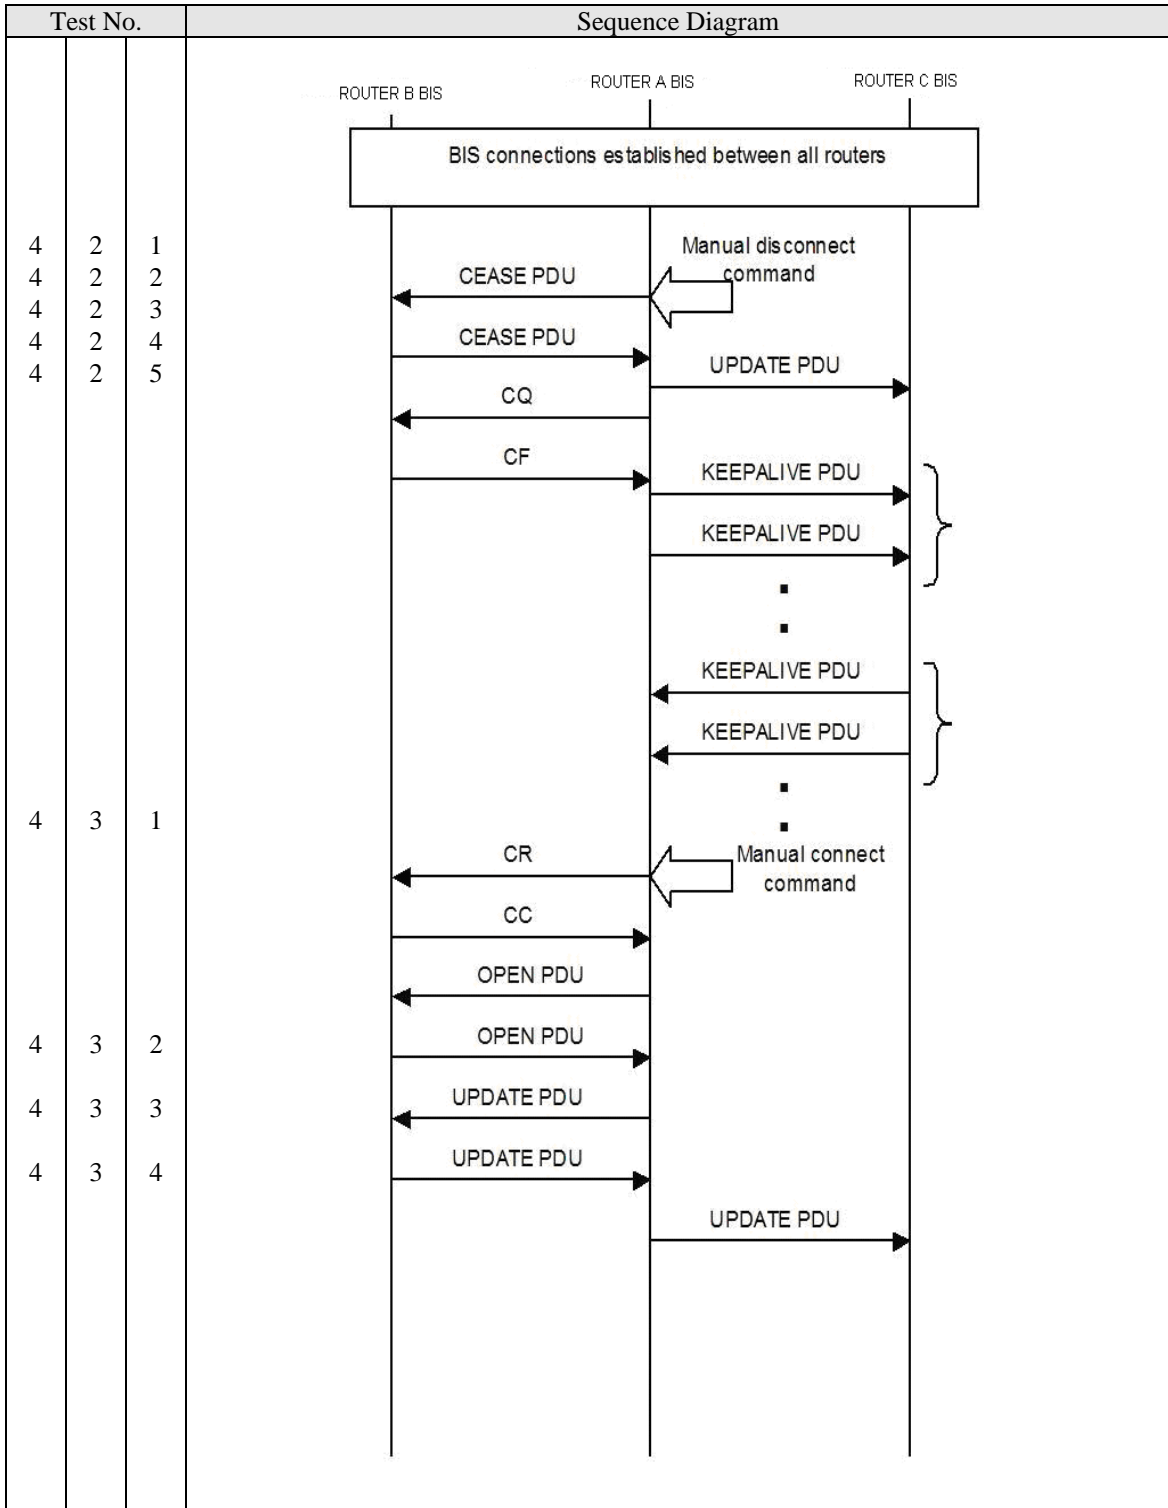 Test No. Sequence Diagram
ROUTER B BIS ROUTER A BIS ROUTER C BIS
BIS connections established between all routers
4 2 1 Manual disconnect
4 2 2 CEASE PDU command
4 2 3
4 2 4 CEASE PDU
4 2 5 UPDATE PDU
CQ
CF
KEEPALIVE PDU
KEEPALIVE PDU
KEEPALIVE PDU
KEEPALIVE PDU
4 3 1
CR Manual connect
command
CC
OPEN PDU
4 3 2 OPEN PDU
4 3 3 UPDATE PDU
4 3 4 UPDATE PDU
UPDATE PDU